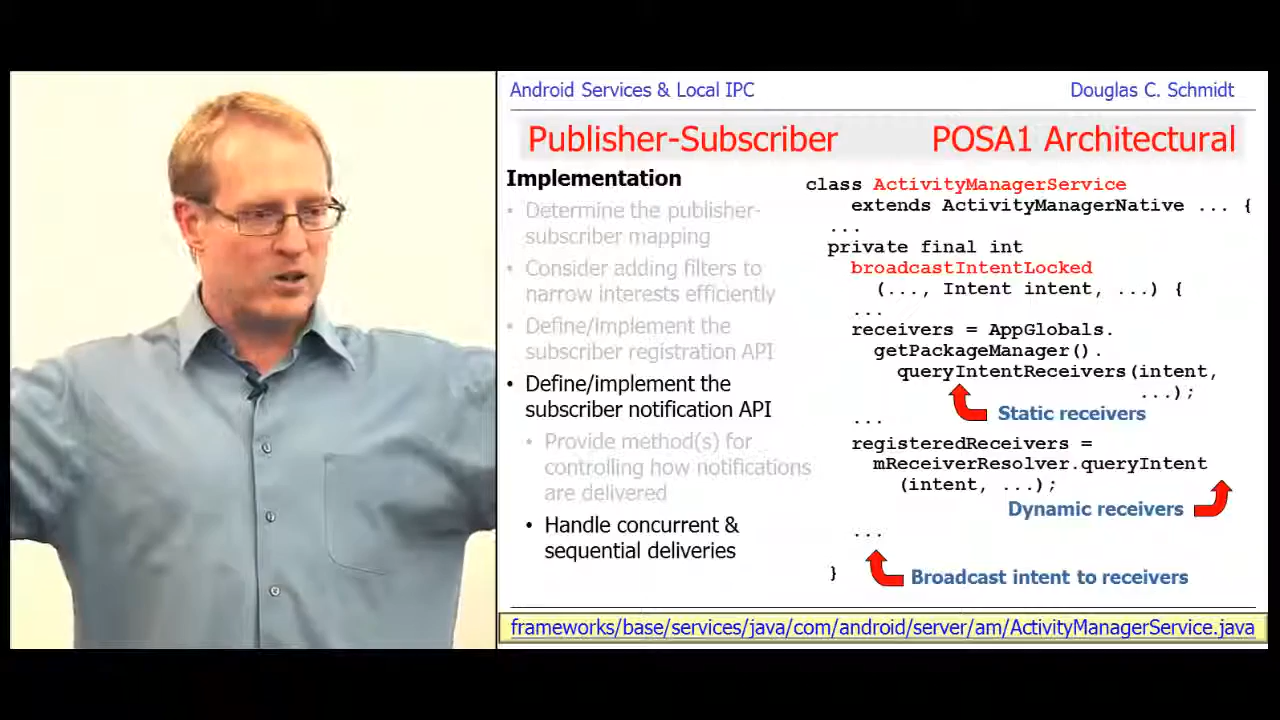 Android Services & Local IPC
Douglas C. Schmidt
Publisher-Subscriber
POSA1 Architectural
Implementation
• Determine the publisher-
subscriber mapping
• Consider adding filters to
narrow interests efficiently
• Define/Implement the
subscriber registration API
• Define/implement the
subscriber notification API
• Provide method(s) for
controlling how notifications
are delivered
• Handle concurrent &
sequential deliveries
class ActivityManagerService
extends ActivityManagerNative ... {
...
private final int
broadcastIntentLocked
(..., Intent intent, ...) {
...
receivers = AppGlobals.
getPackageManager().
queryIntentReceivers(intent,
...);
Static receivers
...
registeredReceivers =
mReceiverResolver.queryIntent
(intent, ...);
Dynamic receivers
...
}
Broadcast intent to receivers
frameworks/base/services/java/com/android/server/am/ActivityManagerService.java